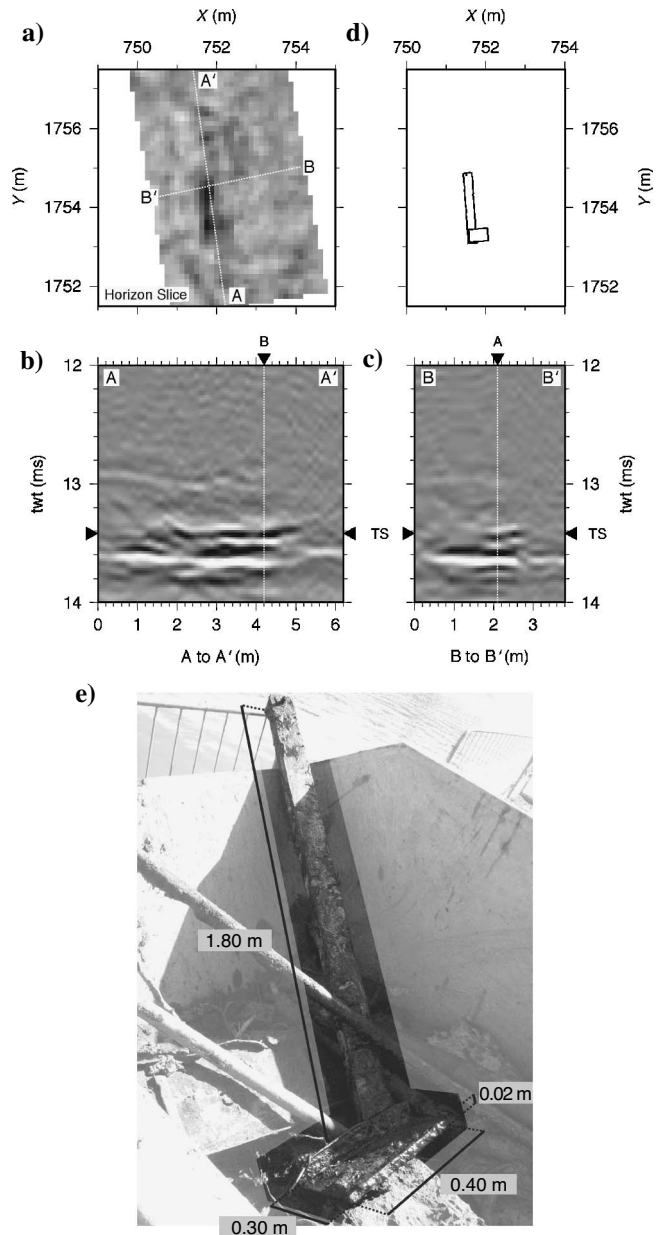 X (m)
X (m)
a)
d)
750 752 754
750 752 754
A'
1756
1756
B
B'
Y (m)
1754
1754
Y (m)
1752
1752
Horizon Slice
A
b)
B
c)
A
12
12
A
A'
B
B'
twt (ms)
13
13
twt (ms)
TS
TS
14
14
0 1 2 3 4 5 6
0 1 2 3
A to A' (m)
B to B' (m)
e)
1.80 m
0.02 m
0.40 m
0.30 m